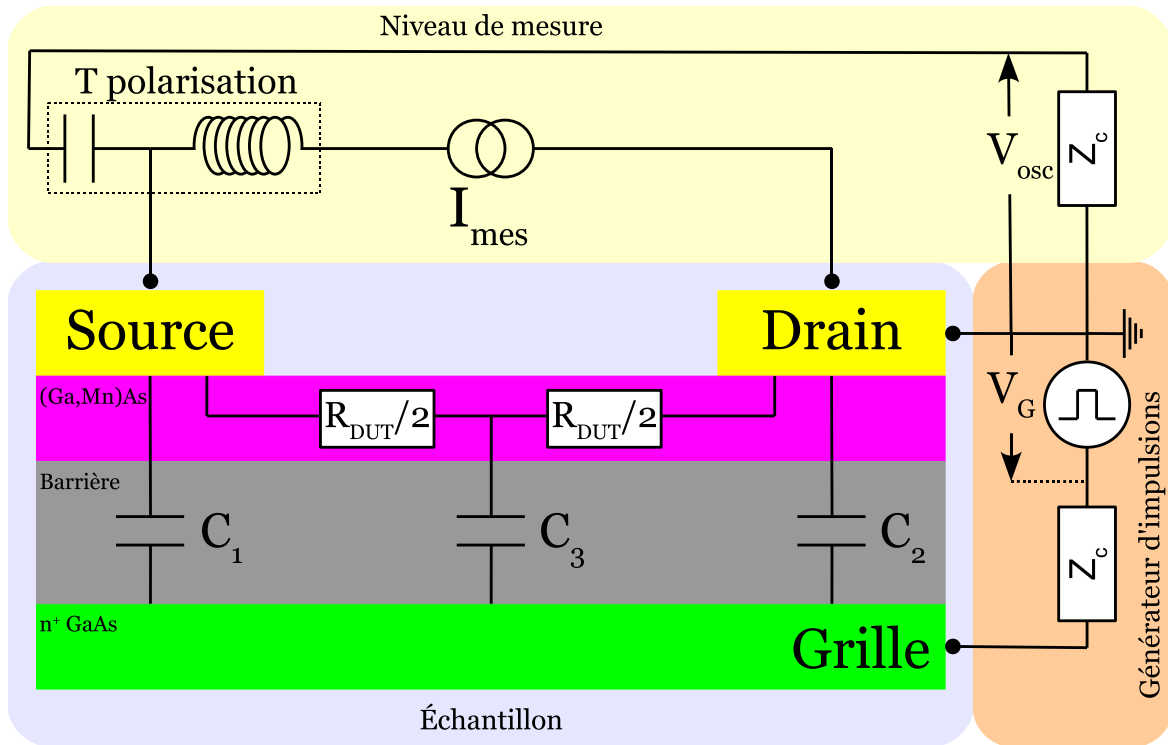 Niveau de mesure
T polarisation
I mes
V osc
Z c
Source
Drain
(Ga,Mn)As
R DUT/2
R DUT/2
V G
Barrière
C 1
C 3
C 2
Z c
n⁺ GaAs
Grille
Générateur d'impulsions
Échantillon